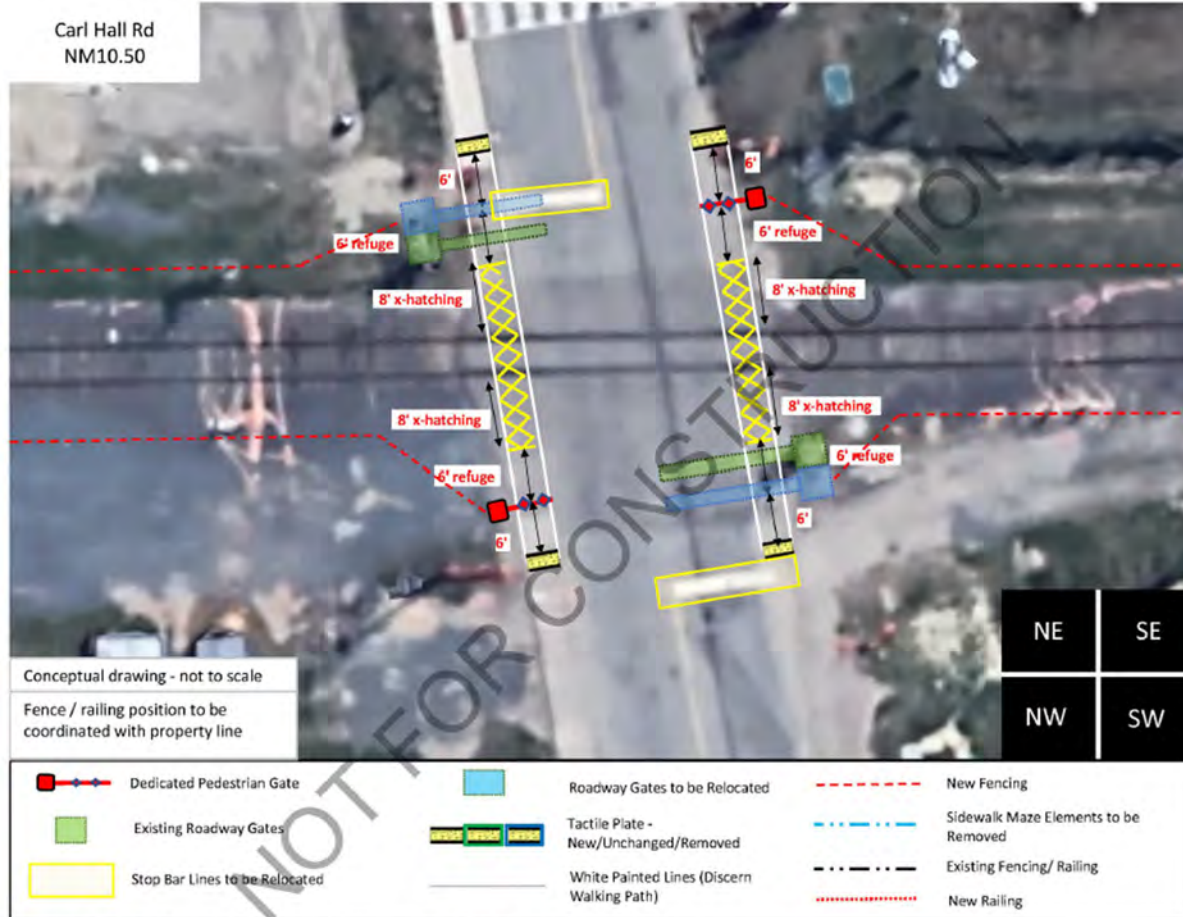 Carl Hall Rd
NM10.50
6'
6'
6' refuge
6' refuge
8' x-hatching
8' x-hatching
8' x-hatching
8' x-hatching
6' refuge
6' refuge
6'
6'
NOT FOR CONSTRUCTION
NE
SE
NW
SW
Conceptual drawing - not to scale
Fence / railing position to be
coordinated with property line
Dedicated Pedestrian Gate
Existing Roadway Gates
Stop Bar Lines to be Relocated
Roadway Gates to be Relocated
Tactile Plate -
New/Unchanged/Removed
White Painted Lines (Discern
Walking Path)
New Fencing
Sidewalk Maze Elements to be
Removed
Existing Fencing/ Railing
New Railing